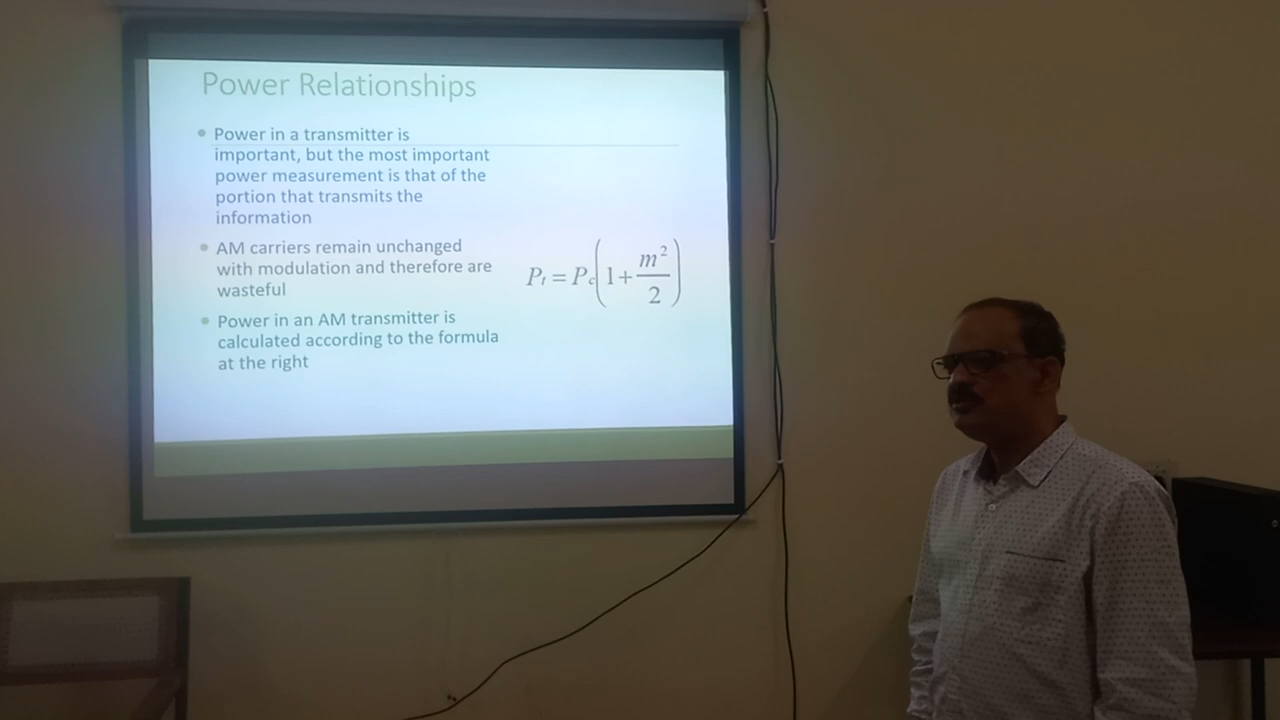 Power Relationships
• Power in a transmitter is
important, but the most important
power measurement is that of the
portion that transmits the
information
• AM carriers remain unchanged
with modulation and therefore are
wasteful
• Power in an AM transmitter is
calculated according to the formula
at the right
Pₜ = P꜀(1 + m²/2)